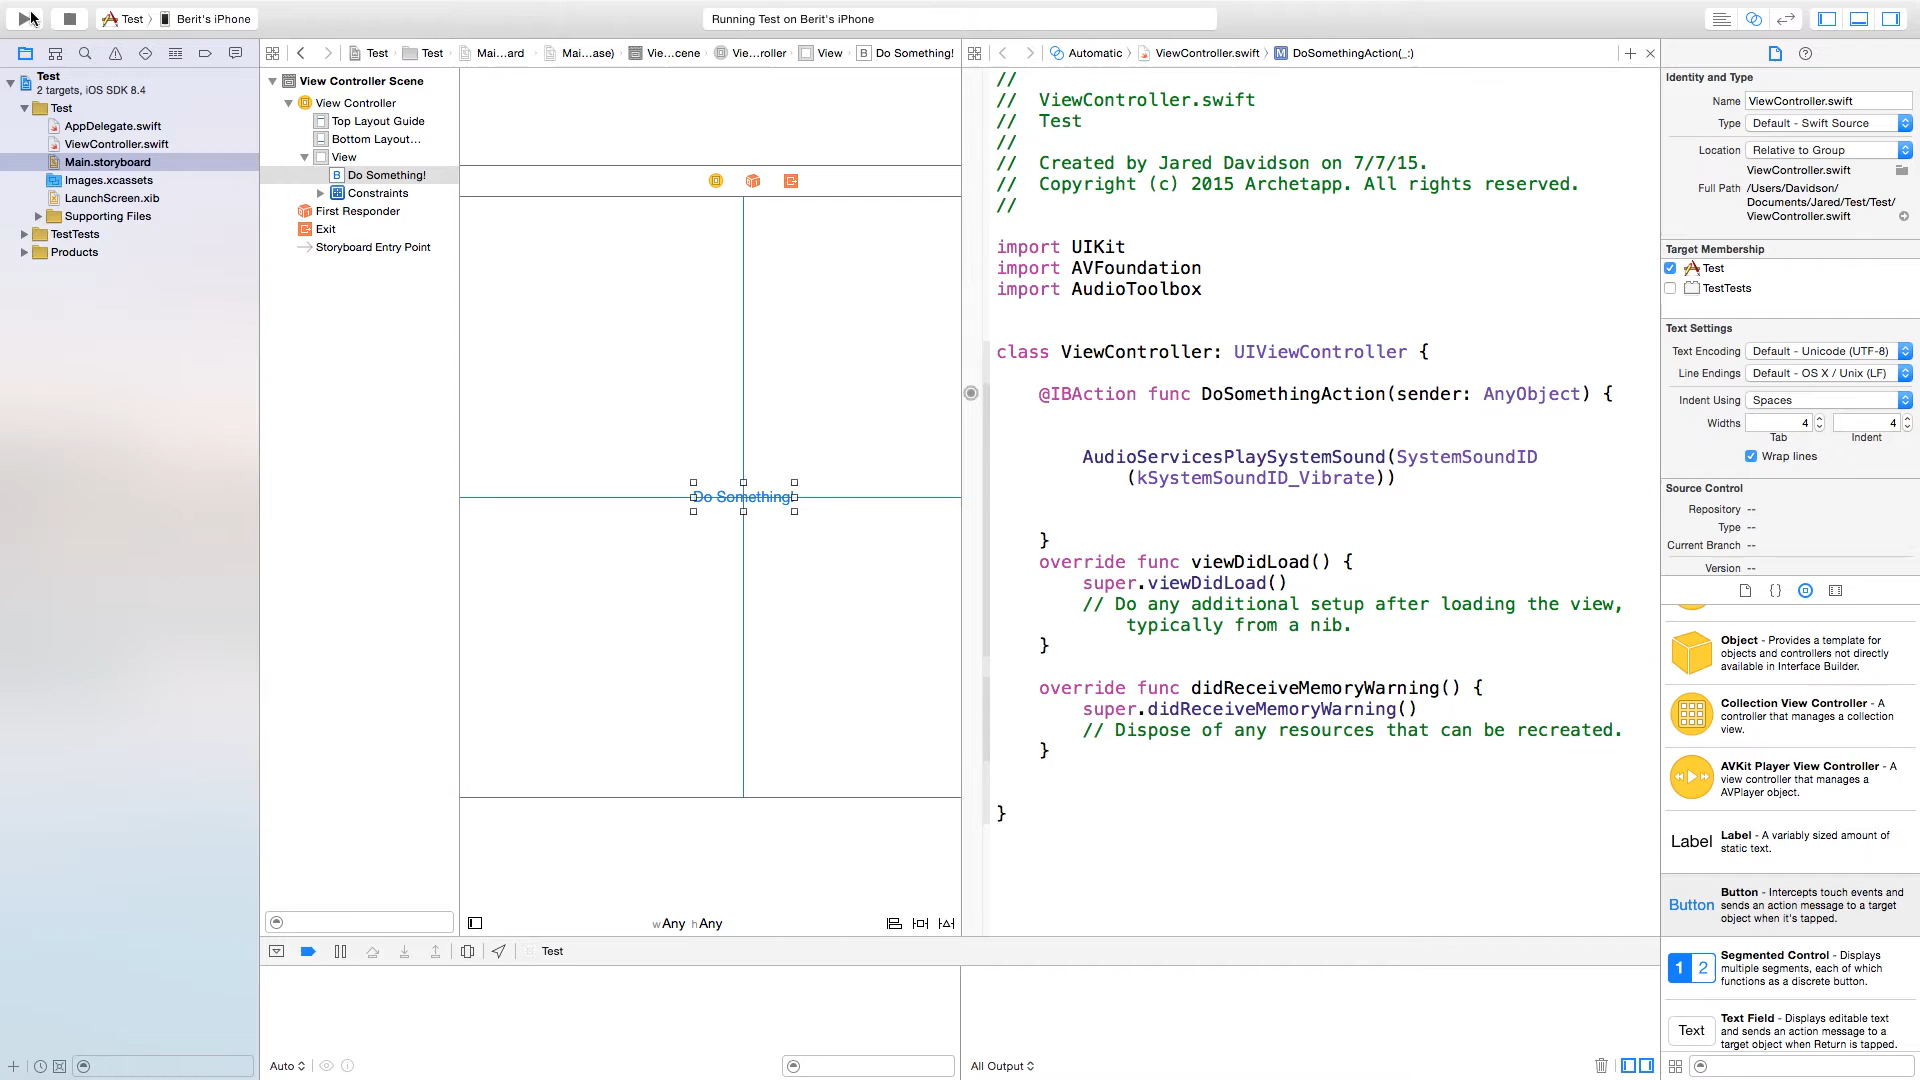 Test
Berit's iPhone
Running Test on Berit's iPhone
Test
2 targets, iOS SDK 8.4
Test
AppDelegate.swift
ViewController.swift
Main.storyboard
Images.xcassets
LaunchScreen.xib
Supporting Files
TestTests
Products
Test
Test
Mai...ard
Mai...ase)
Vie...cene
Vie...roller
View
B Do Something!
View Controller Scene
View Controller
Top Layout Guide
Bottom Layout...
View
B Do Something!
Constraints
First Responder
Exit
Storyboard Entry Point
Do Something!
wAny hAny
Automatic
ViewController.swift
M DoSomethingAction(_:)
//
//  ViewController.swift
//  Test
//
//  Created by Jared Davidson on 7/7/15.
//  Copyright (c) 2015 Archetapp. All rights reserved.
//
import UIKit
import AVFoundation
import AudioToolbox
class ViewController: UIViewController {
@IBAction func DoSomethingAction(sender: AnyObject) {
AudioServicesPlaySystemSound(SystemSoundID
(kSystemSoundID_Vibrate))
}
override func viewDidLoad() {
super.viewDidLoad()
// Do any additional setup after loading the view,
typically from a nib.
}
override func didReceiveMemoryWarning() {
super.didReceiveMemoryWarning()
// Dispose of any resources that can be recreated.
}
}
Test
Auto
All Output
Identity and Type
Name ViewController.swift
Type Default - Swift Source
Location Relative to Group
ViewController.swift
Full Path /Users/Davidson/
Documents/Jared/Test/Test/
ViewController.swift
Target Membership
Test
TestTests
Text Settings
Text Encoding Default - Unicode (UTF-8)
Line Endings Default - OS X / Unix (LF)
Indent Using Spaces
Widths 4 4
Tab Indent
Wrap lines
Source Control
Repository --
Type --
Current Branch --
Version --
Object - Provides a template for
objects and controllers not directly
available in Interface Builder.
Collection View Controller - A
controller that manages a collection
view.
AVKit Player View Controller - A
view controller that manages a
AVPlayer object.
Label
Label - A variably sized amount of
static text.
Button
Button - Intercepts touch events and
sends an action message to a target
object when it's tapped.
1 2
Segmented Control - Displays
multiple segments, each of which
functions as a discrete button.
Text
Text Field - Displays editable text
and sends an action message to a
target object when Return is tapped.